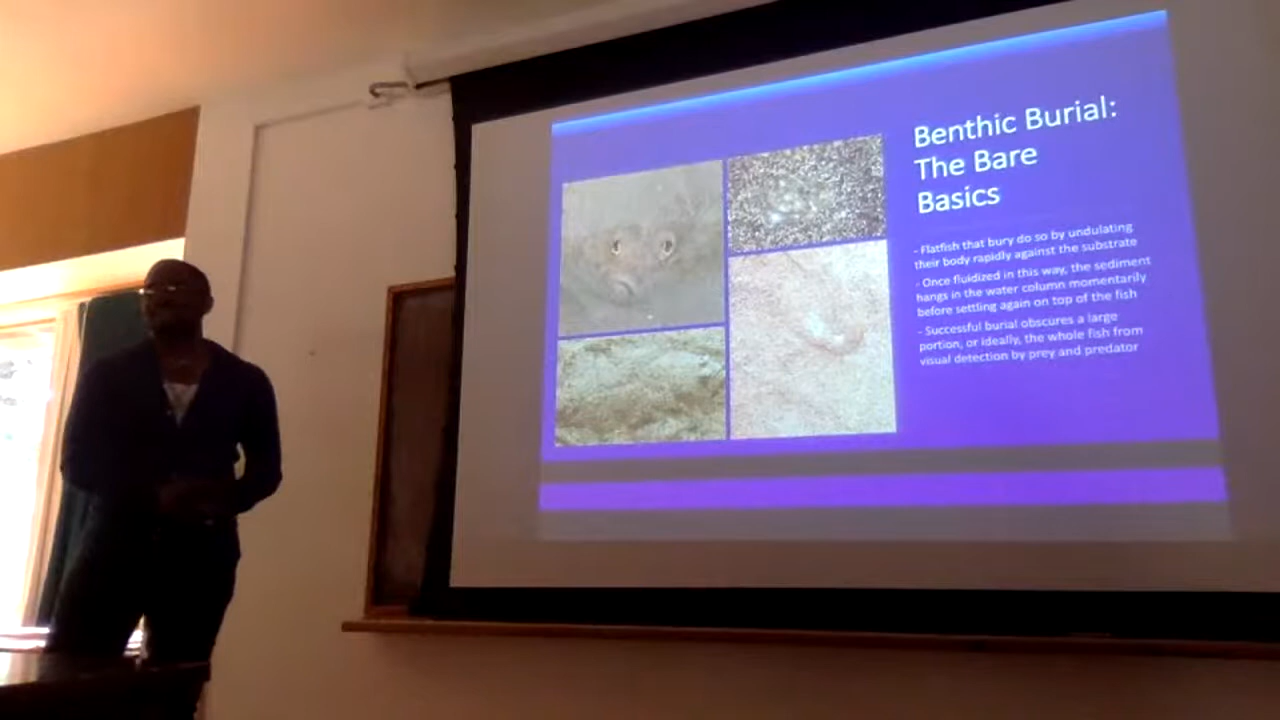 Benthic Burial:
The Bare
Basics
- Flatfish that bury do so by undulating
their body rapidly against the substrate
- Once fluidized in this way, the sediment
hangs in the water column momentarily
before settling again on top of the fish
- Successful burial obscures a large
portion, or ideally, the whole fish from
visual detection by prey and predator